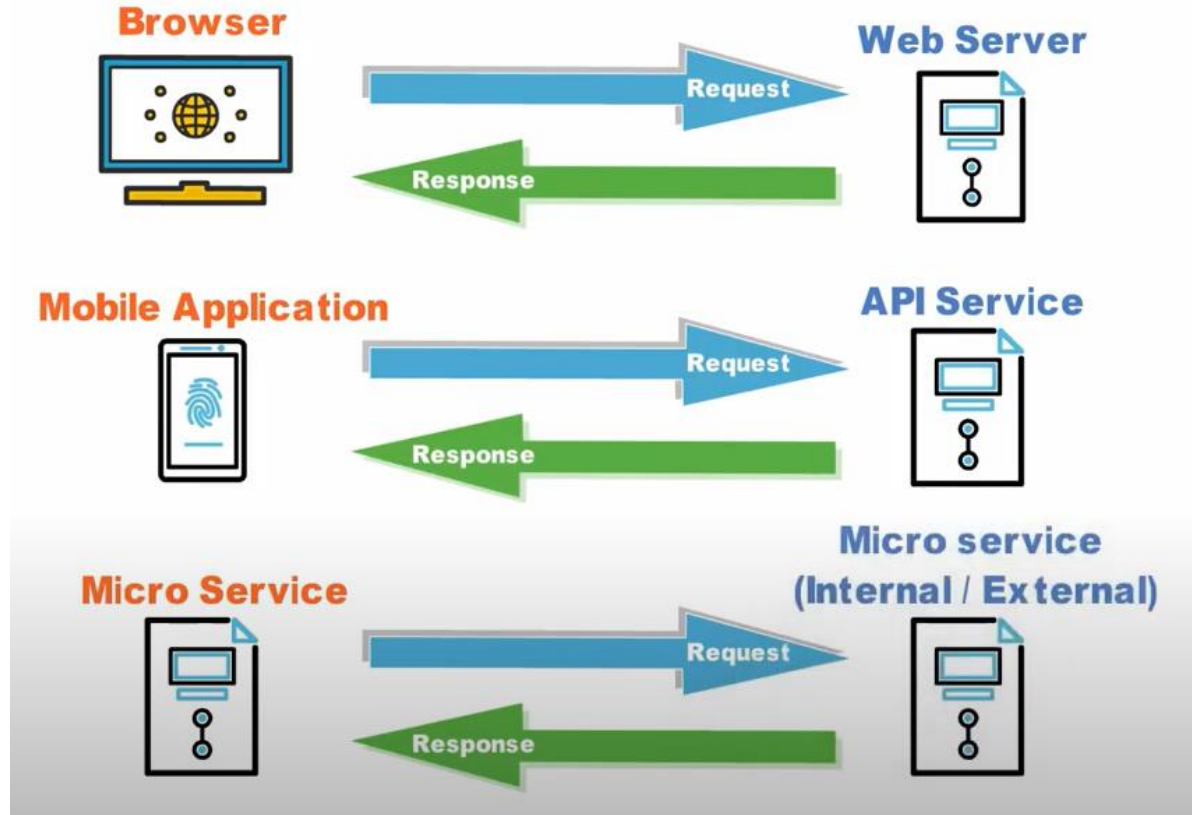 Browser
Web Server
Request
Response
Mobile Application
API Service
Request
Response
Micro Service
Micro service
(Internal / External)
Request
Response